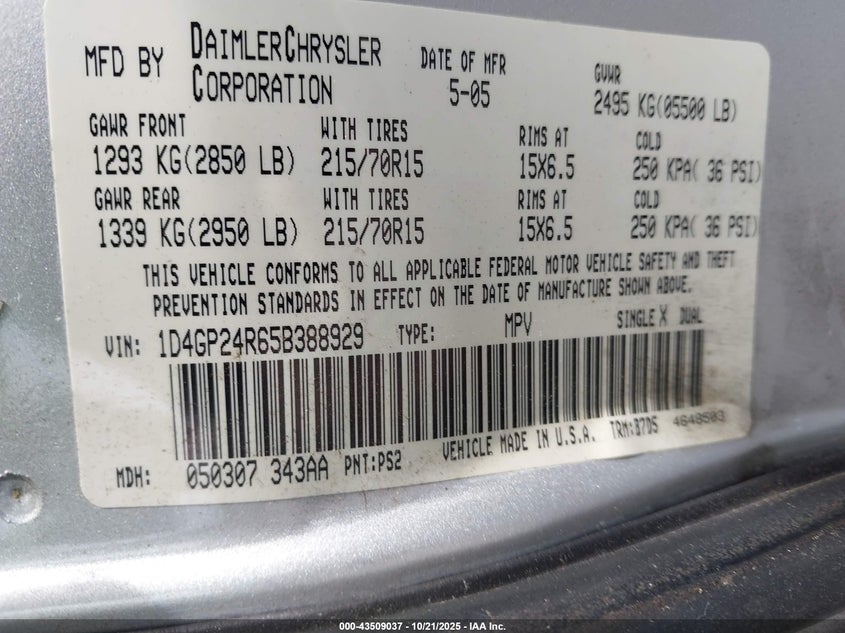 MFD BY DAIMLERCHRYSLER CORPORATION DATE OF MFR 5-05 GVWR 2495 KG(05500 LB)
GAWR FRONT WITH TIRES RIMS AT COLD
1293 KG(2850 LB) 215/70R15 15X6.5 250 KPA( 36 PSI)
GAWR REAR WITH TIRES RIMS AT COLD
1339 KG(2950 LB) 215/70R15 15X6.5 250 KPA( 36 PSI)
THIS VEHICLE CONFORMS TO ALL APPLICABLE FEDERAL MOTOR VEHICLE SAFETY AND THEFT
PREVENTION STANDARDS IN EFFECT ON THE DATE OF MANUFACTURE SHOWN ABOVE.
VIN: 1D4GP24R65B388929 TYPE: MPV SINGLE X DUAL
MDH: 050307 343AA PNT:PS2 VEHICLE MADE IN U.S.A. TRM:B7D5 4648503
000-43509037 - 10/21/2025 - IAA Inc.